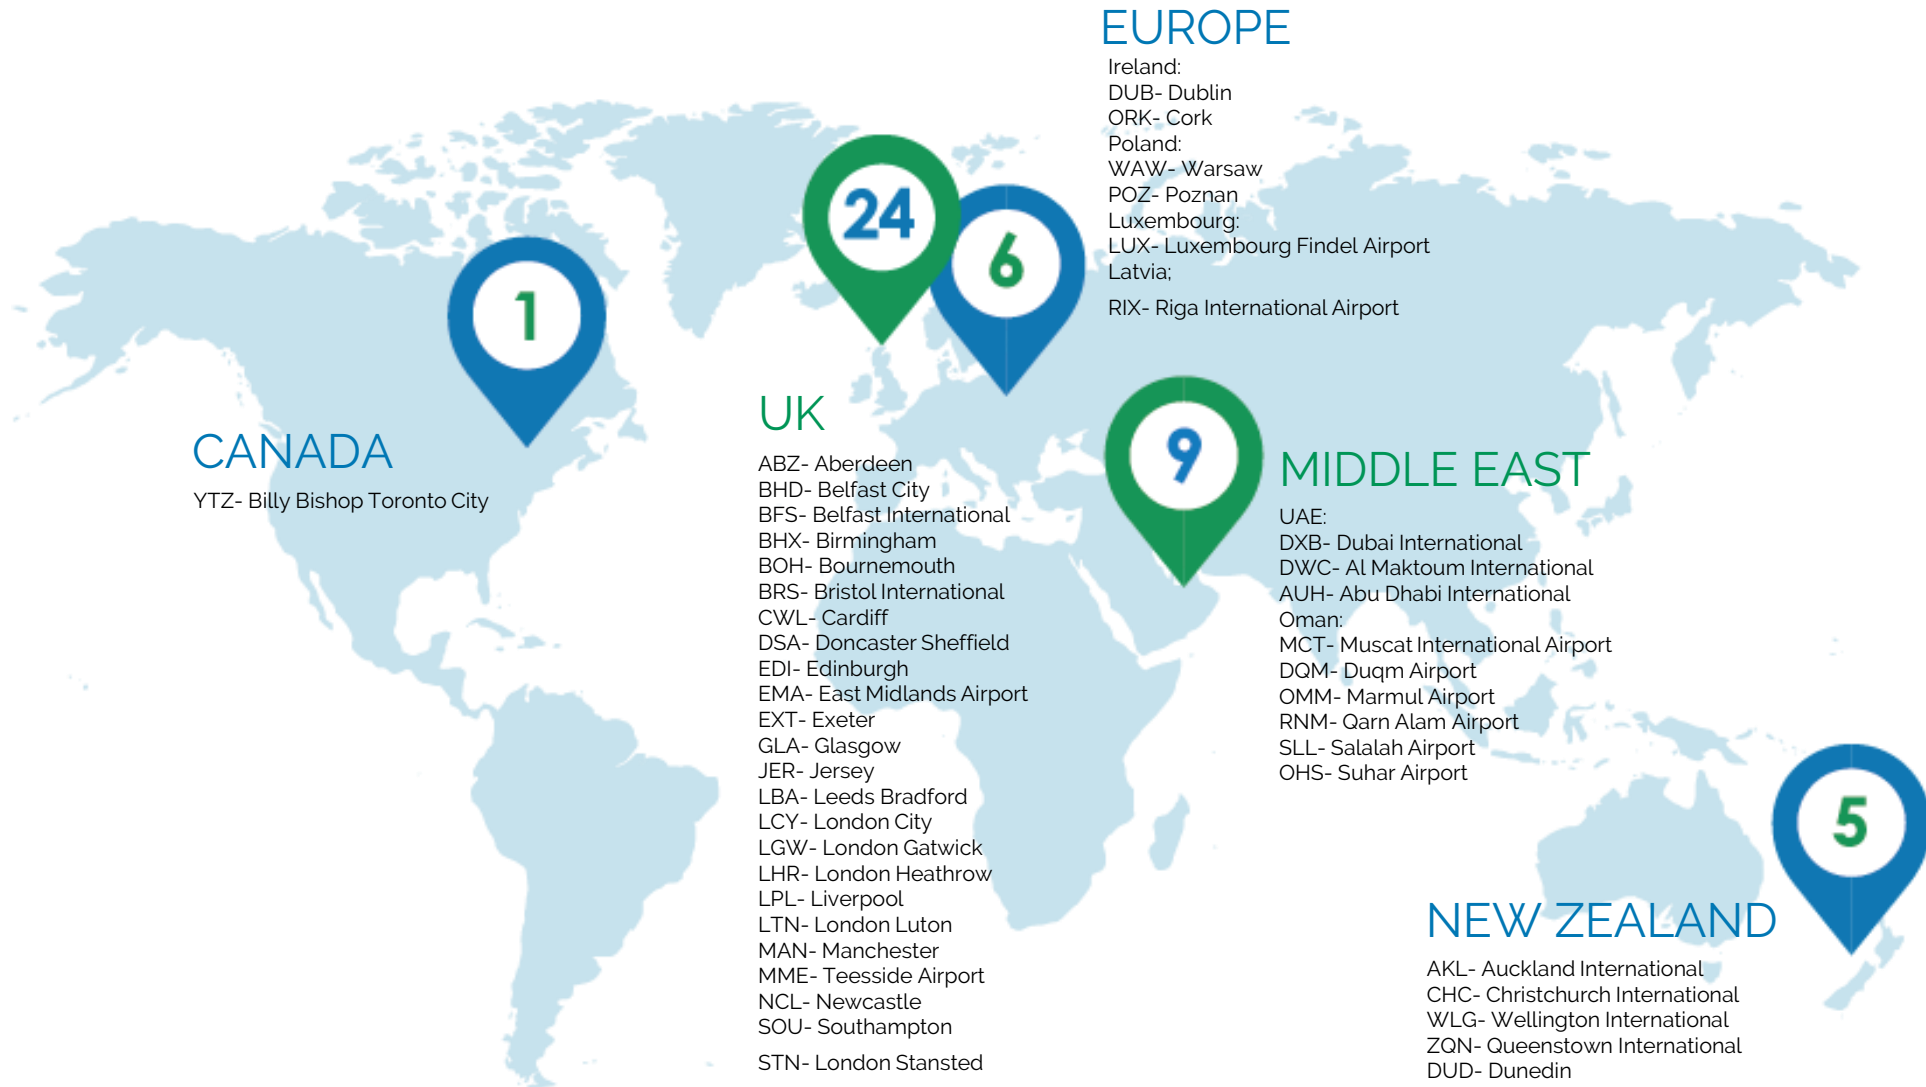 EUROPE
Ireland:
DUB- Dublin
ORK- Cork
Poland:
WAW- Warsaw
POZ- Poznan
Luxembourg:
LUX- Luxembourg Findel Airport
Latvia;
RIX- Riga International Airport
24
6
1
CANADA
YTZ- Billy Bishop Toronto City
UK
ABZ- Aberdeen
BHD- Belfast City
BFS- Belfast International
BHX- Birmingham
BOH- Bournemouth
BRS- Bristol International
CWL- Cardiff
DSA- Doncaster Sheffield
EDI- Edinburgh
EMA- East Midlands Airport
EXT- Exeter
GLA- Glasgow
JER- Jersey
LBA- Leeds Bradford
LCY- London City
LGW- London Gatwick
LHR- London Heathrow
LPL- Liverpool
LTN- London Luton
MAN- Manchester
MME- Teesside Airport
NCL- Newcastle
SOU- Southampton
STN- London Stansted
9
MIDDLE EAST
UAE:
DXB- Dubai International
DWC- Al Maktoum International
AUH- Abu Dhabi International
Oman:
MCT- Muscat International Airport
DQM- Duqm Airport
OMM- Marmul Airport
RNM- Qarn Alam Airport
SLL- Salalah Airport
OHS- Suhar Airport
5
NEW ZEALAND
AKL- Auckland International
CHC- Christchurch International
WLG- Wellington International
ZQN- Queenstown International
DUD- Dunedin